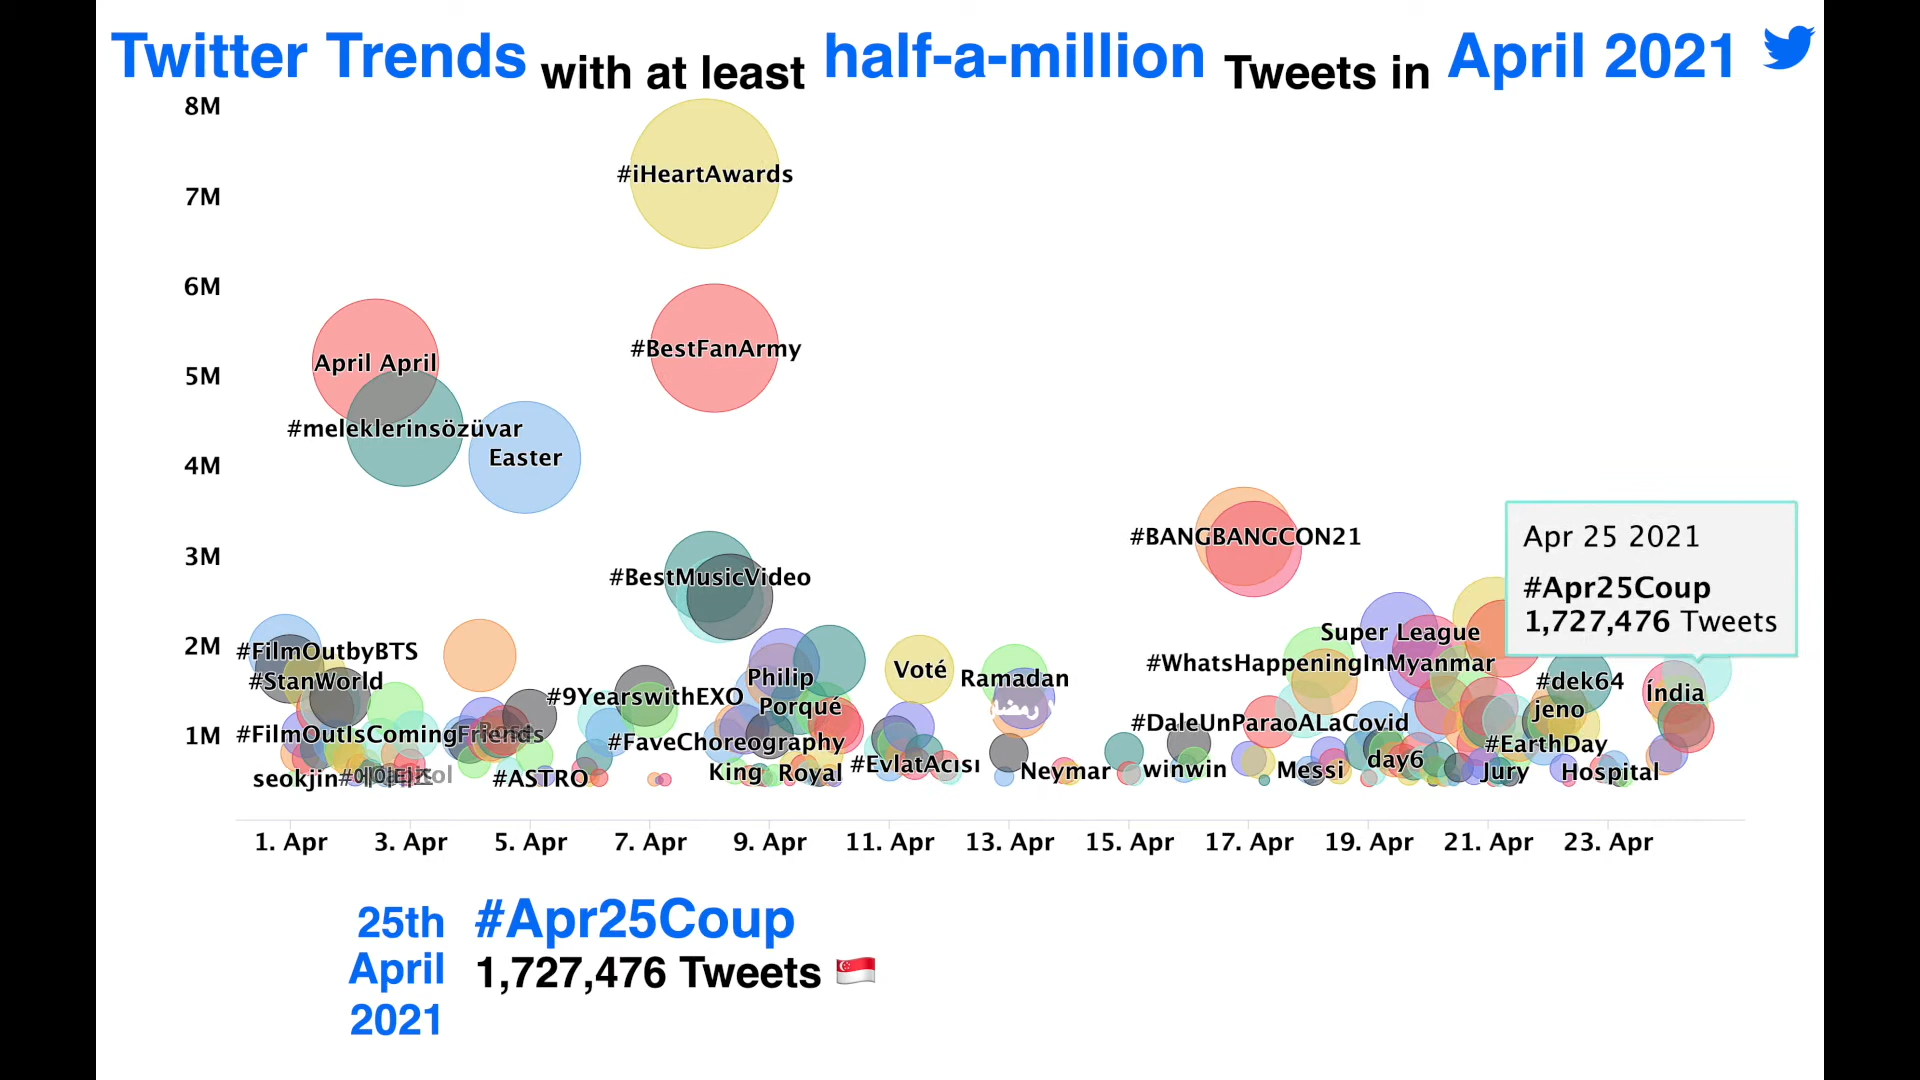 Twitter Trends with at least half-a-million Tweets in April 2021
8M
#iHeartAwards
7M
6M
#BestFanArmy
April April
5M
#meleklerinsözüvar
Easter
4M
#BANGBANGCON21
Apr 25 2021
#Apr25Coup
1,727,476 Tweets
3M
#BestMusicVideo
2M
#FilmOutbyBTS
Super League
#WhatsHappeningInMyanmar
#StanWorld
Philip
Voté
Ramadan
#dek64
Índia
#9YearswithEXO
Porqué
jeno
رمضان
#DaleUnParaoALaCovid
1M
#FilmOutIsComing
Friends
#FaveChoreography
#EarthDay
#EvlatAcısı
day6
seokjin
#ASTRO
King
Royal
Neymar
winwin
Messi
Jury
Hospital
1. Apr 3. Apr 5. Apr 7. Apr 9. Apr 11. Apr 13. Apr 15. Apr 17. Apr 19. Apr 21. Apr 23. Apr
25th
April
2021
#Apr25Coup
1,727,476 Tweets